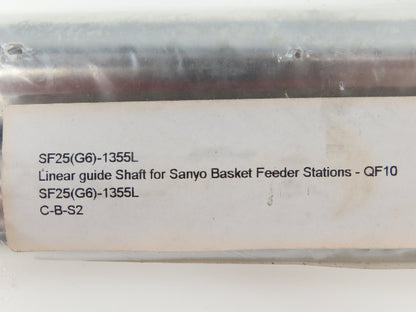 SF25(G6)-1355L
Linear guide Shaft for Sanyo Basket Feeder Stations - QF10
SF25(G6)-1355L
C-B-S2